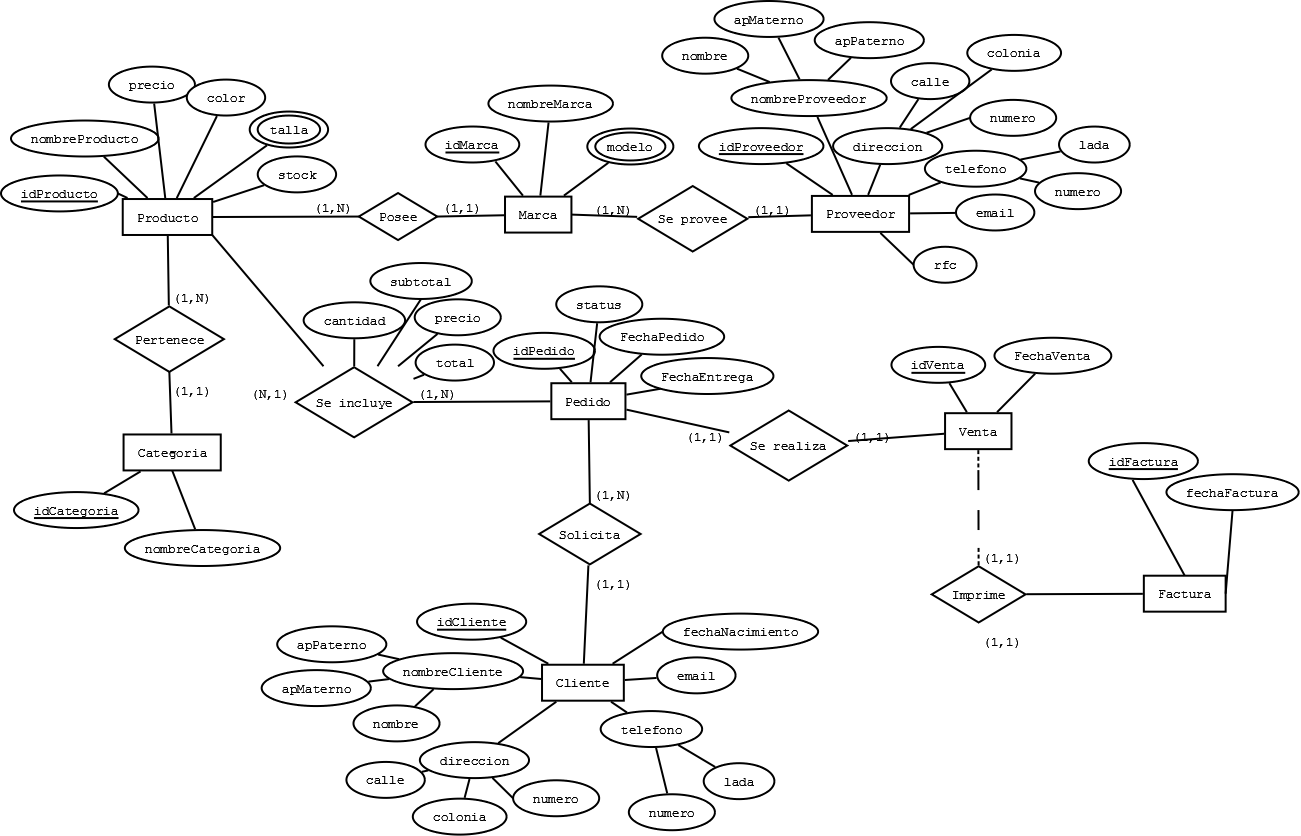 apMaterno
nombre
apPaterno
colonia
precio
color
calle
nombreProveedor
nombreMarca
numero
nombreProducto
talla
idMarca
modelo
idProveedor
direccion
lada
stock
telefono
idProducto
numero
(1,N)
(1,1)
(1,N)
(1,1)
email
Producto
Posee
Marca
Se provee
Proveedor
rfc
subtotal
(1,N)
status
cantidad
precio
FechaPedido
Pertenece
idPedido
FechaVenta
total
idVenta
FechaEntrega
(1,1)
(N,1)
(1,N)
Se incluye
Pedido
(1,1)
(1,1)
Venta
Categoria
Se realiza
idFactura
fechaFactura
(1,N)
idCategoria
Solicita
nombreCategoria
(1,1)
(1,1)
Imprime
Factura
idCliente
fechaNacimiento
(1,1)
apPaterno
nombreCliente
email
apMaterno
Cliente
nombre
telefono
direccion
calle
lada
numero
colonia
numero